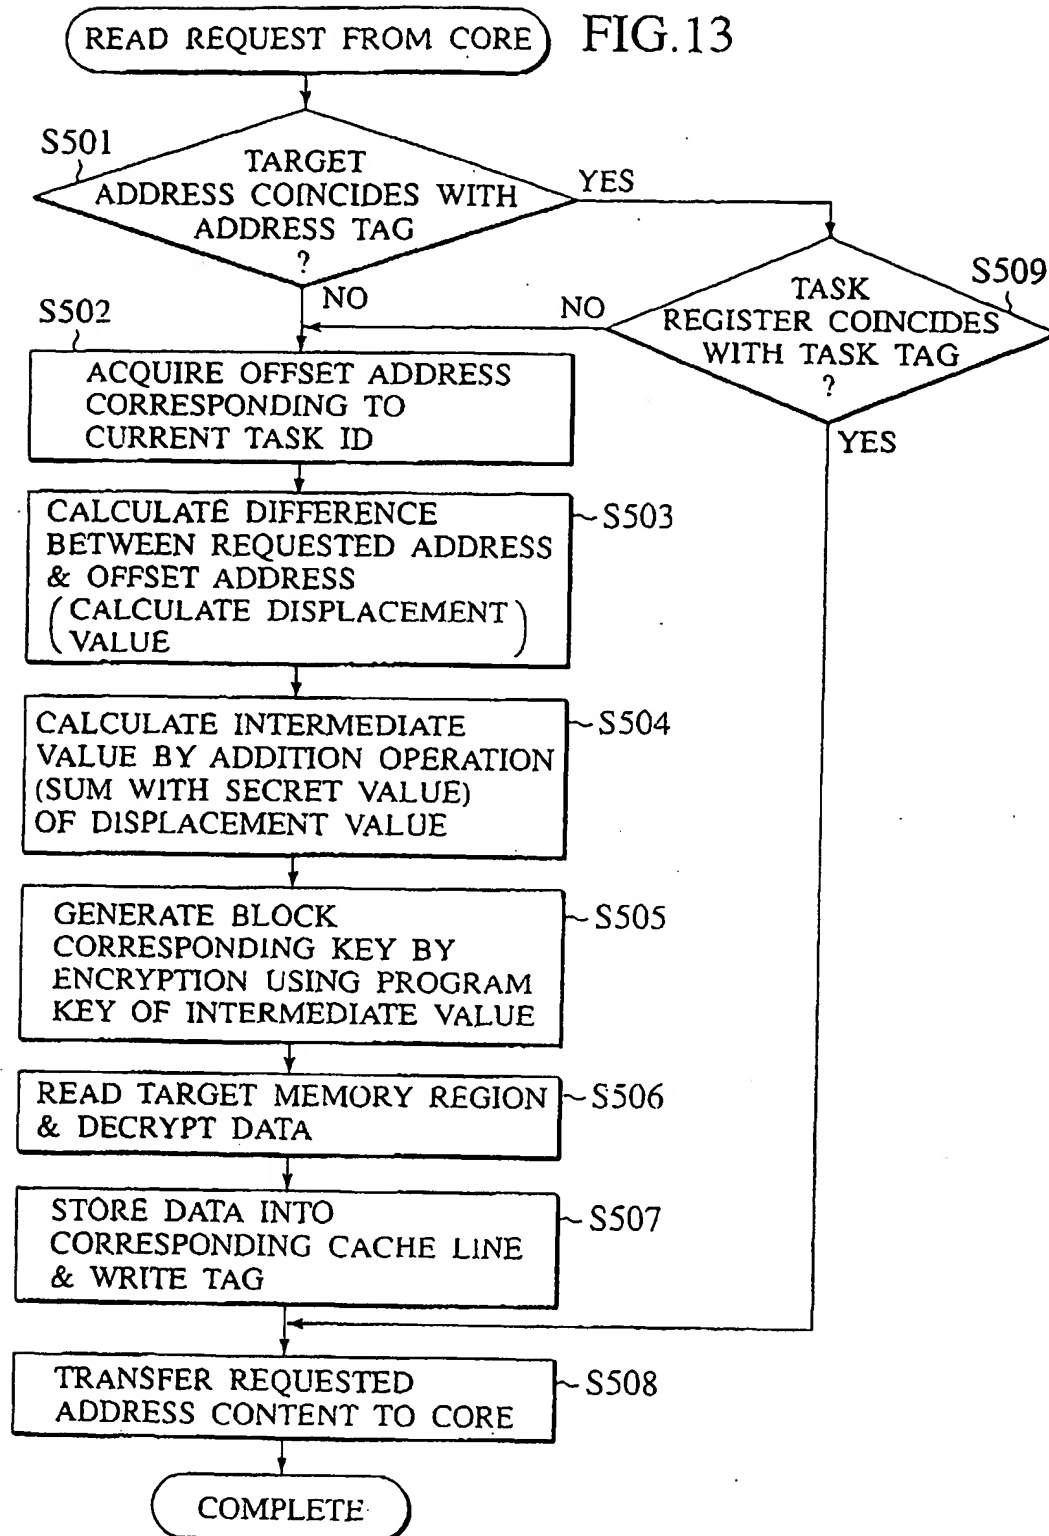 READ REQUEST FROM CORE
FIG.13
S501
TARGET
ADDRESS COINCIDES WITH
ADDRESS TAG
?
YES
NO
S509
TASK
REGISTER COINCIDES
WITH TASK TAG
?
NO
YES
S502
ACQUIRE OFFSET ADDRESS
CORRESPONDING TO
CURRENT TASK ID
CALCULATE DIFFERENCE
BETWEEN REQUESTED ADDRESS
& OFFSET ADDRESS
(CALCULATE DISPLACEMENT
VALUE)
S503
CALCULATE INTERMEDIATE
VALUE BY ADDITION OPERATION
(SUM WITH SECRET VALUE)
OF DISPLACEMENT VALUE
S504
GENERATE BLOCK
CORRESPONDING KEY BY
ENCRYPTION USING PROGRAM
KEY OF INTERMEDIATE VALUE
S505
READ TARGET MEMORY REGION
& DECRYPT DATA
S506
STORE DATA INTO
CORRESPONDING CACHE LINE
& WRITE TAG
S507
TRANSFER REQUESTED
ADDRESS CONTENT TO CORE
S508
COMPLETE